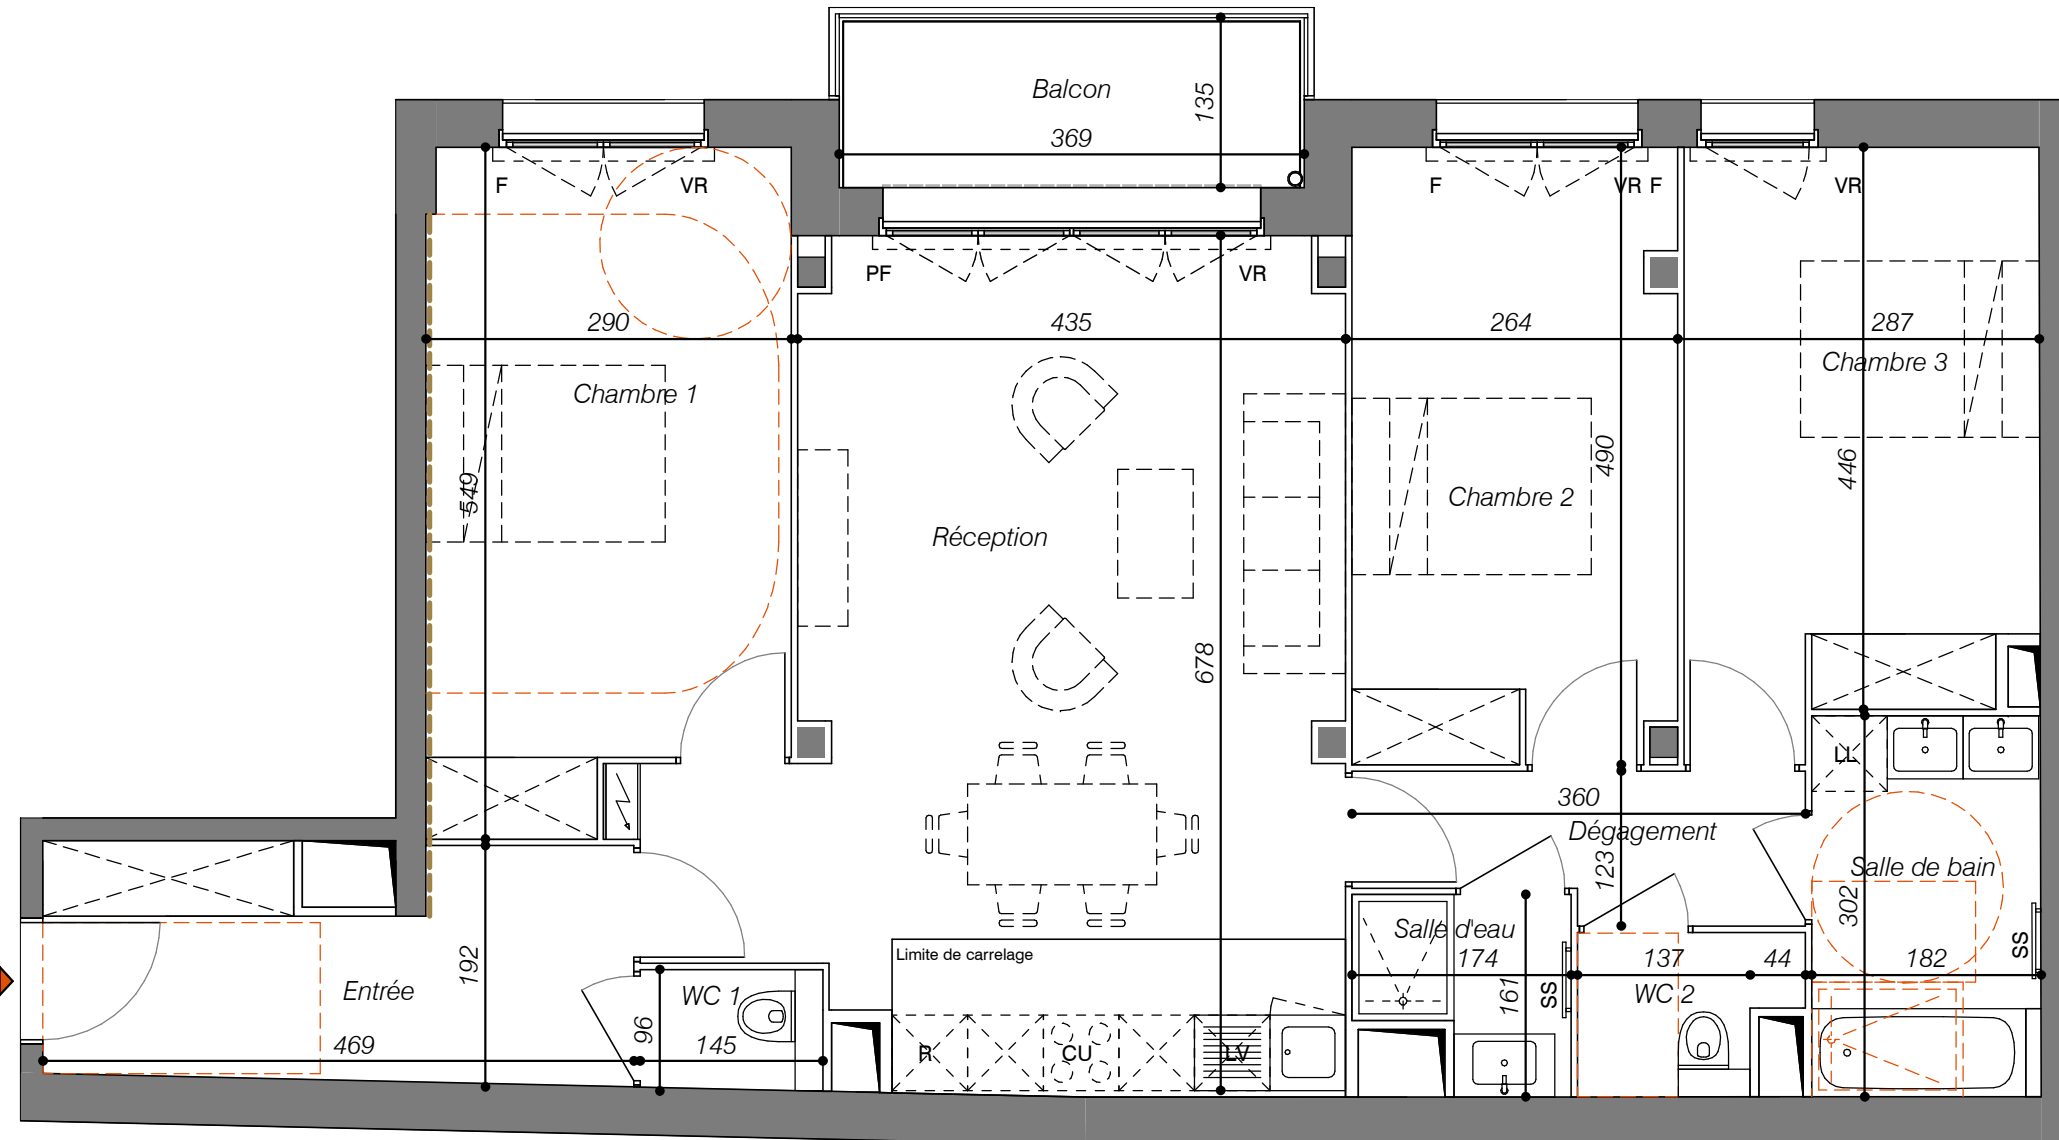 Balcon
135
369
F
VR
F
VR
F
VR
PF
VR
290
435
264
287
Chambre 1
Chambre 3
549
490
446
Chambre 2
Réception
678
LL
360
Dégagement
123
Salle de bain
302
Salle d'eau
192
Limite de carrelage
174
137
44
182
SS
SS
161
Entrée
WC 1
WC 2
96
469
145
R
CU
LV